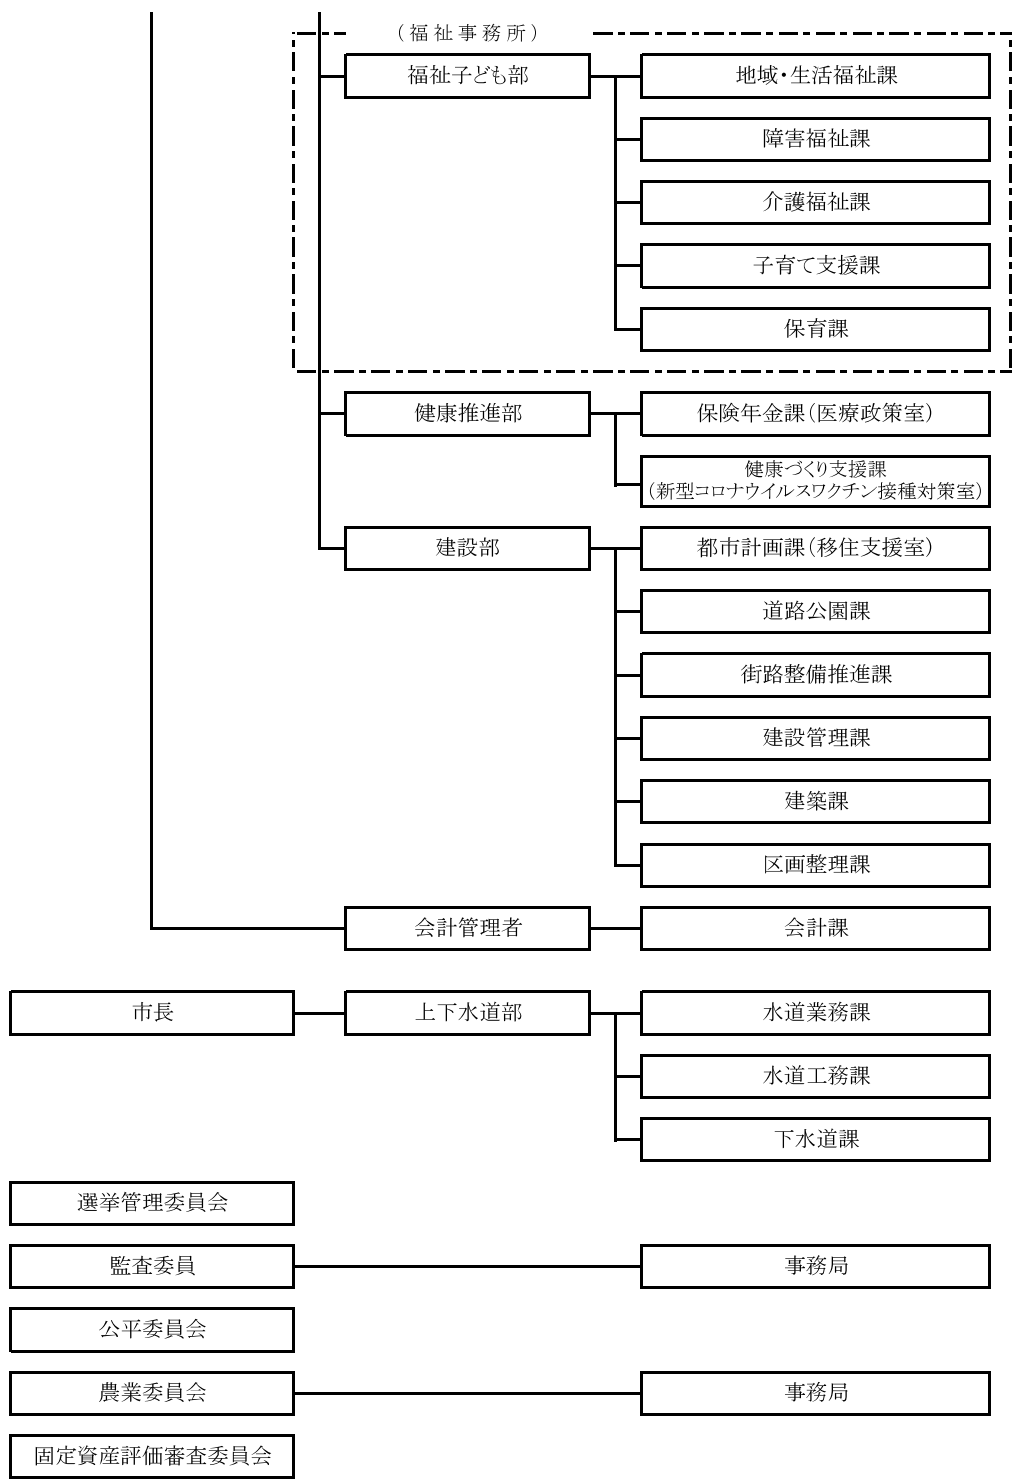 （福祉事務所）
福祉子ども部
地域・生活福祉課
障害福祉課
介護福祉課
子育て支援課
保育課
健康推進部
保険年金課（医療政策室）
健康づくり支援課
（新型コロナウイルスワクチン接種対策室）
建設部
都市計画課（移住支援室）
道路公園課
街路整備推進課
建設管理課
建築課
区画整理課
会計管理者
会計課
市長
上下水道部
水道業務課
水道工務課
下水道課
選挙管理委員会
監査委員
事務局
公平委員会
農業委員会
事務局
固定資産評価審査委員会